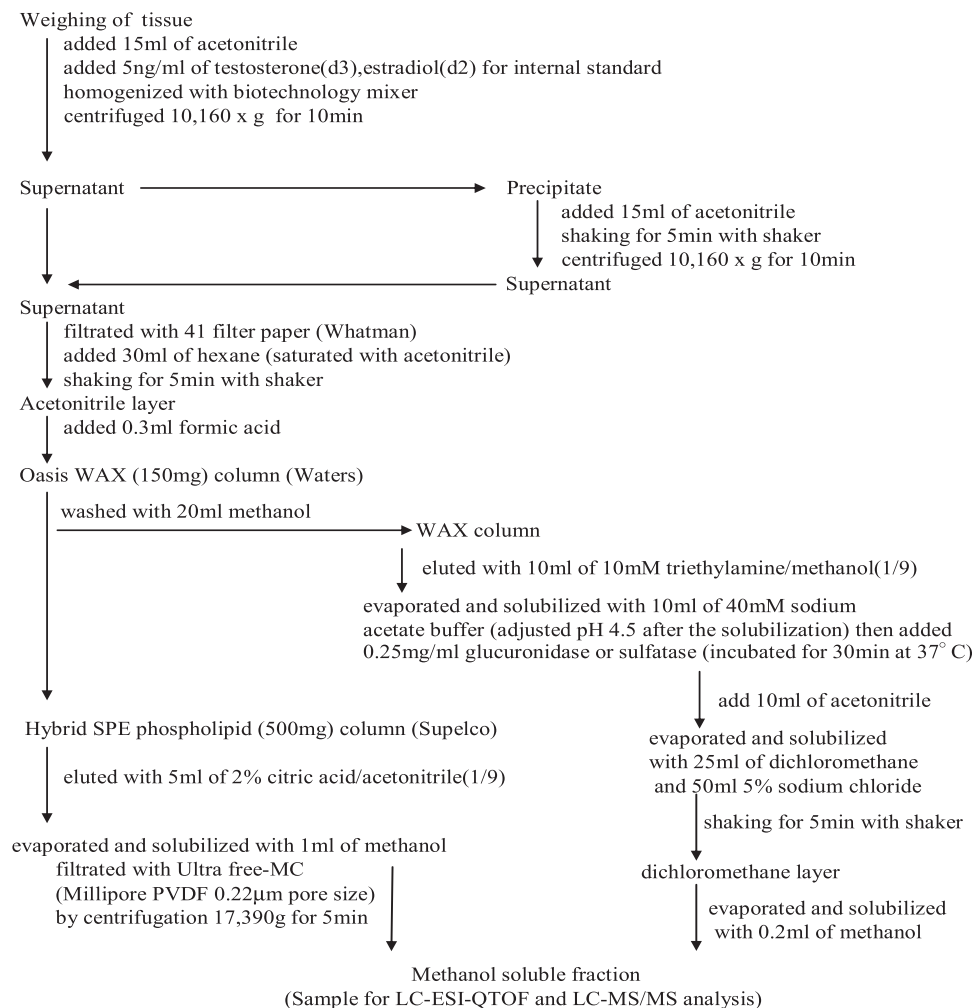 Weighing of tissue
added 15ml of acetonitrile
added 5ng/ml of testosterone(d3),estradiol(d2) for internal standard
homogenized with biotechnology mixer
centrifuged 10,160 x g for 10min
Supernatant
Precipitate
added 15ml of acetonitrile
shaking for 5min with shaker
centrifuged 10,160 x g for 10min
Supernatant
Supernatant
filtrated with 41 filter paper (Whatman)
added 30ml of hexane (saturated with acetonitrile)
shaking for 5min with shaker
Acetonitrile layer
added 0.3ml formic acid
Oasis WAX (150mg) column (Waters)
washed with 20ml methanol
WAX column
eluted with 10ml of 10mM triethylamine/methanol(1/9)
evaporated and solubilized with 10ml of 40mM sodium
acetate buffer (adjusted pH 4.5 after the solubilization) then added
0.25mg/ml glucuronidase or sulfatase (incubated for 30min at 37° C)
add 10ml of acetonitrile
evaporated and solubilized
with 25ml of dichloromethane
and 50ml 5% sodium chloride
shaking for 5min with shaker
dichloromethane layer
evaporated and solubilized
with 0.2ml of methanol
Hybrid SPE phospholipid (500mg) column (Supelco)
eluted with 5ml of 2% citric acid/acetonitrile(1/9)
evaporated and solubilized with 1ml of methanol
filtrated with Ultra free-MC
(Millipore PVDF 0.22μm pore size)
by centrifugation 17,390g for 5min
Methanol soluble fraction
(Sample for LC-ESI-QTOF and LC-MS/MS analysis)